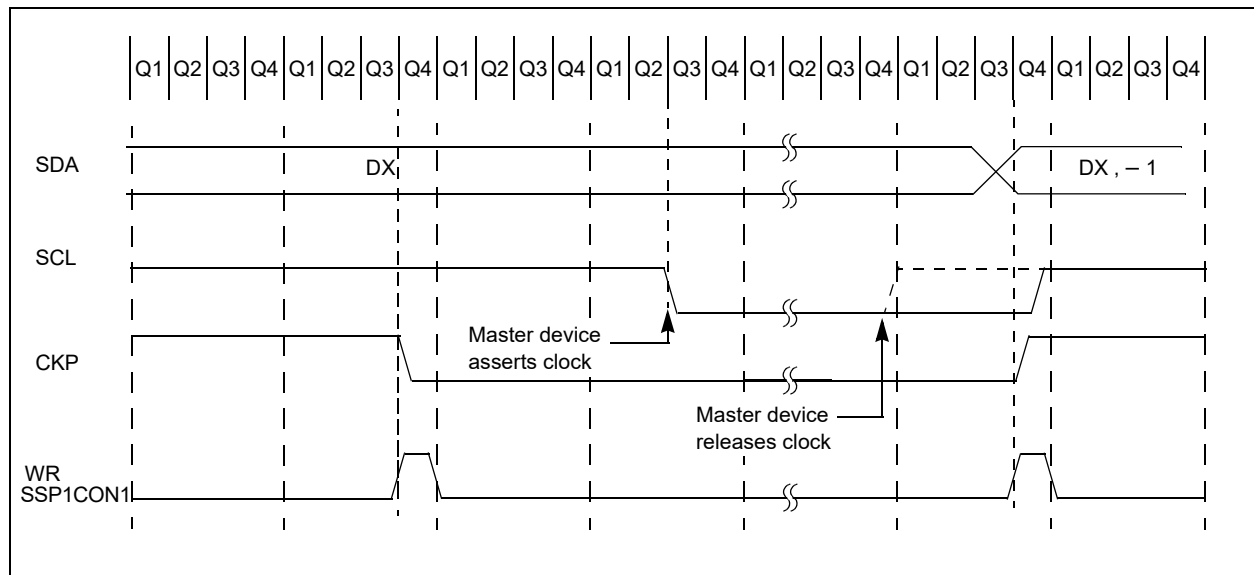 Q1 Q2 Q3 Q4 Q1 Q2 Q3 Q4 Q1 Q2 Q3 Q4 Q1 Q2 Q3 Q4 Q1 Q2 Q3 Q4 Q1 Q2 Q3 Q4 Q1 Q2 Q3 Q4
SDA
DX
DX , – 1
SCL
Master device
asserts clock
CKP
Master device
releases clock
WR
SSP1CON1